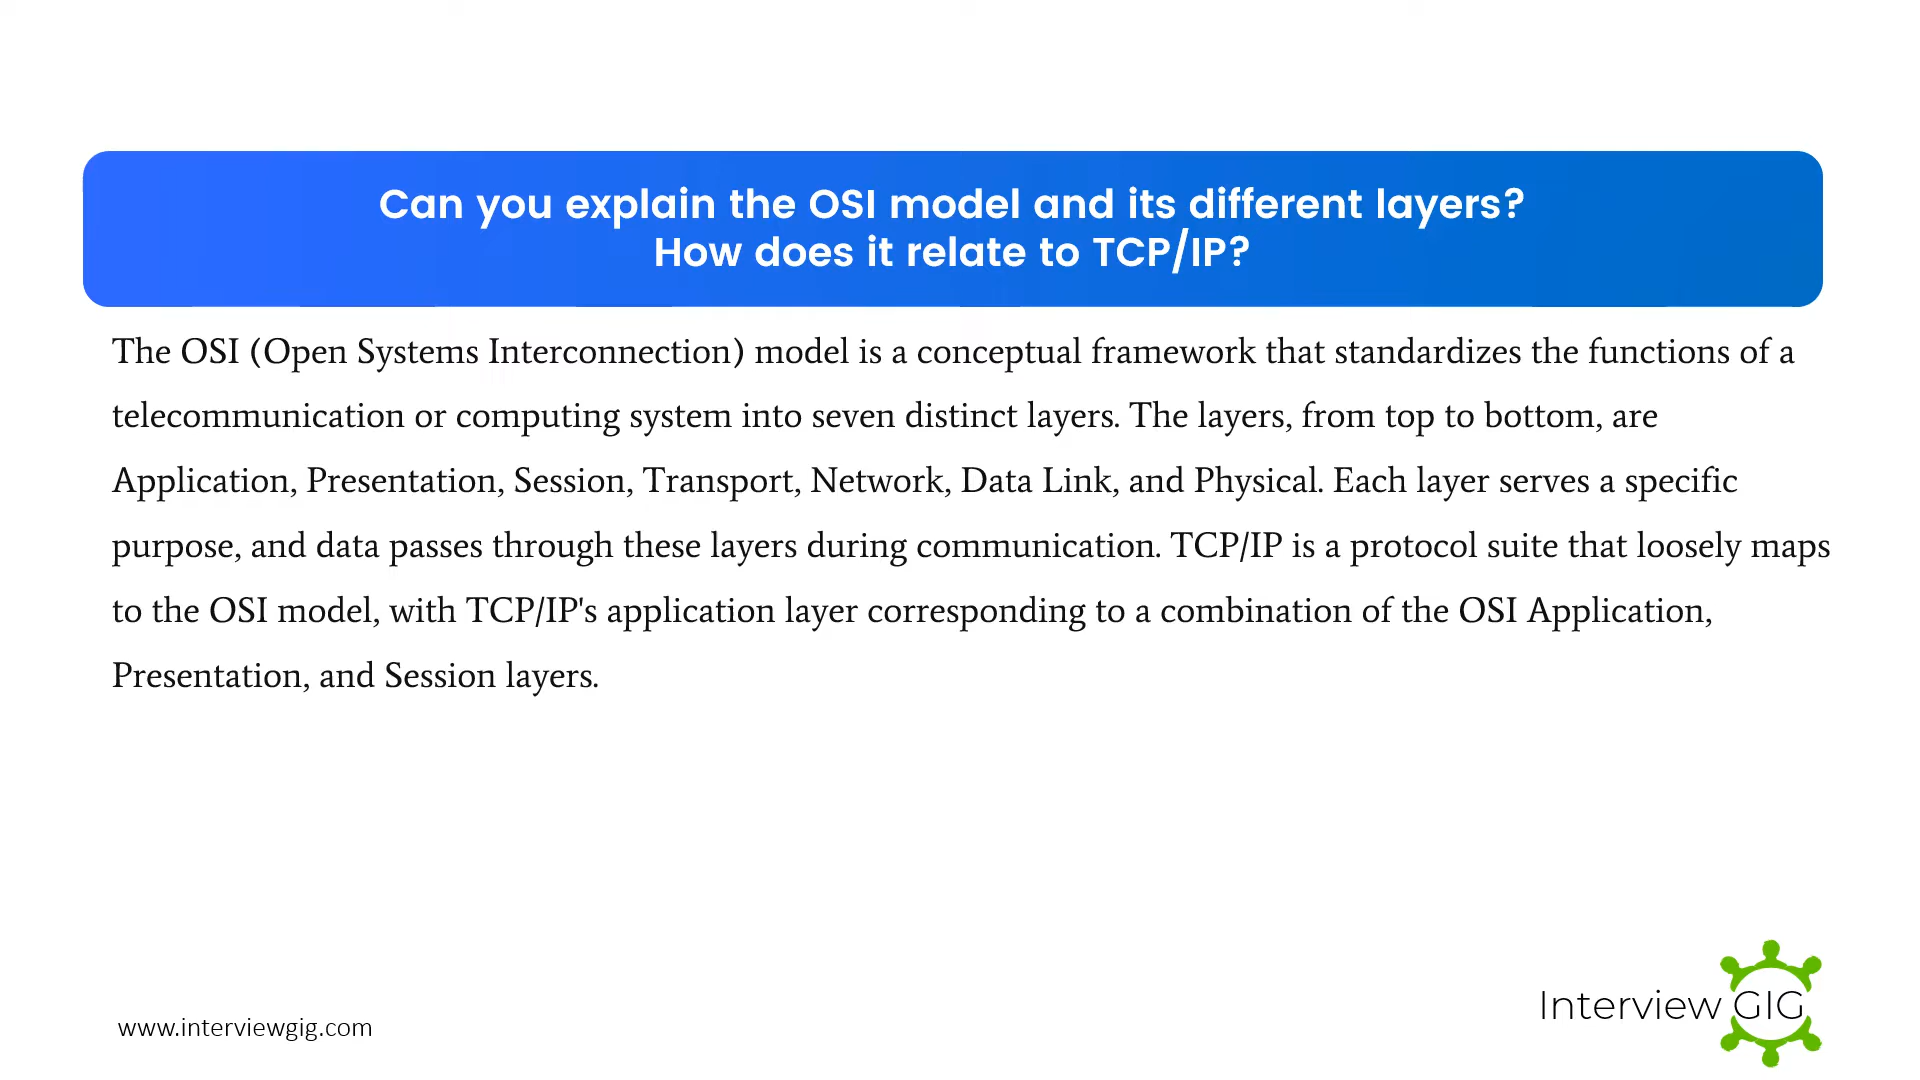 Can you explain the OSI model and its different layers?
How does it relate to TCP/IP?
The OSI (Open Systems Interconnection) model is a conceptual framework that standardizes the functions of a
telecommunication or computing system into seven distinct layers. The layers, from top to bottom, are
Application, Presentation, Session, Transport, Network, Data Link, and Physical. Each layer serves a specific
purpose, and data passes through these layers during communication. TCP/IP is a protocol suite that loosely maps
to the OSI model, with TCP/IP's application layer corresponding to a combination of the OSI Application,
Presentation, and Session layers.
Interview GIG
www.interviewgig.com